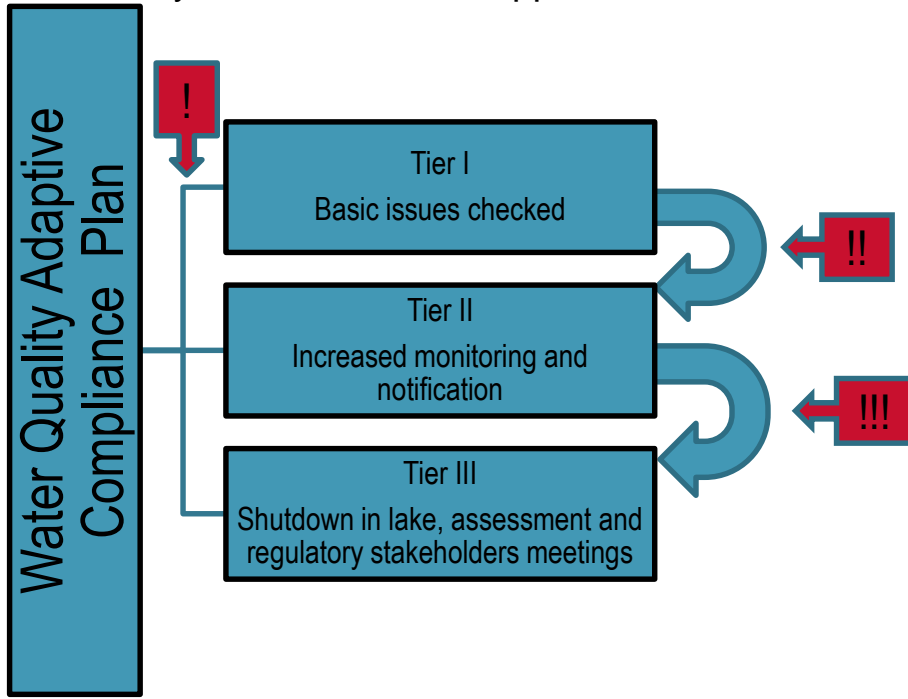 Water Quality Adaptive
Compliance Plan
!
Tier I
Basic issues checked
!!
Tier II
Increased monitoring and
notification
!!!
Tier III
Shutdown in lake, assessment and
regulatory stakeholders meetings